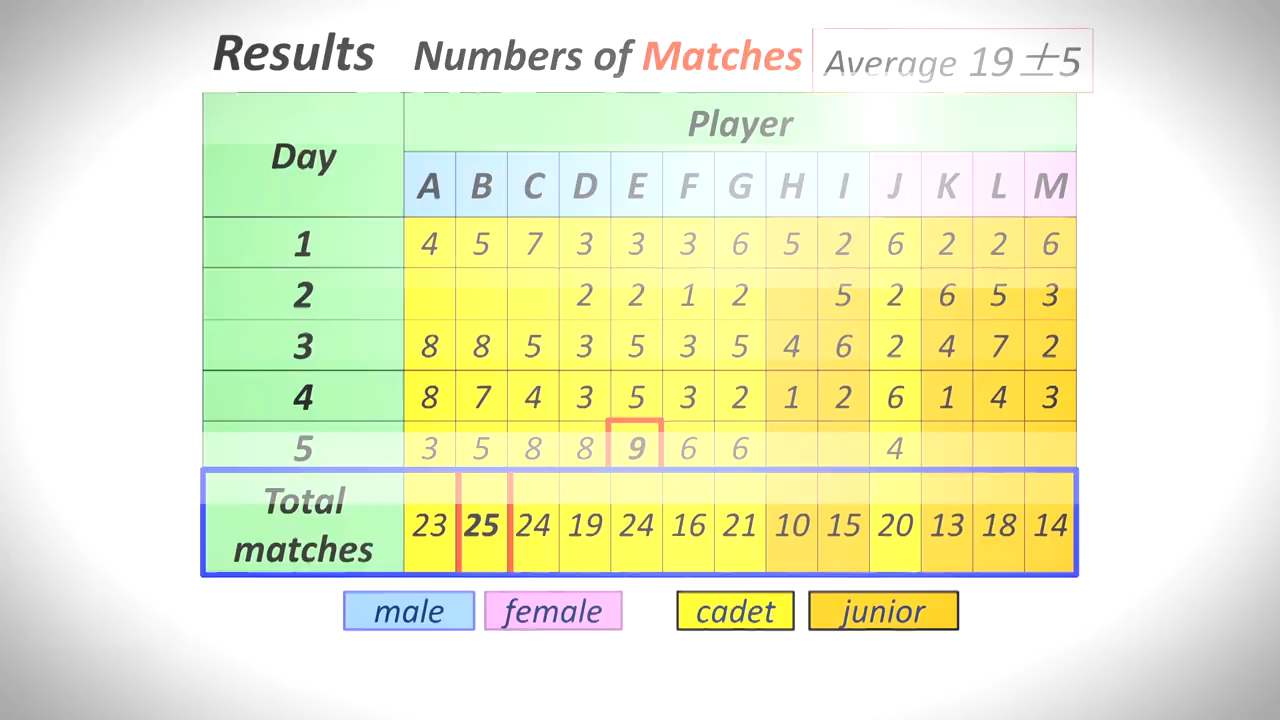 Results Numbers of Matches Average 19±5
Day Player
A B C D E F G H I J K L M
1 4 5 7 3 3 3 6 5 2 6 2 2 6
2 2 2 1 2 5 2 6 5 3
3 8 8 5 3 5 3 5 4 6 2 4 7 2
4 8 7 4 3 5 3 2 1 2 6 1 4 3
5 3 5 8 8 9 6 6 4
Total
matches 23 25 24 19 24 16 21 10 15 20 13 18 14
male female cadet junior